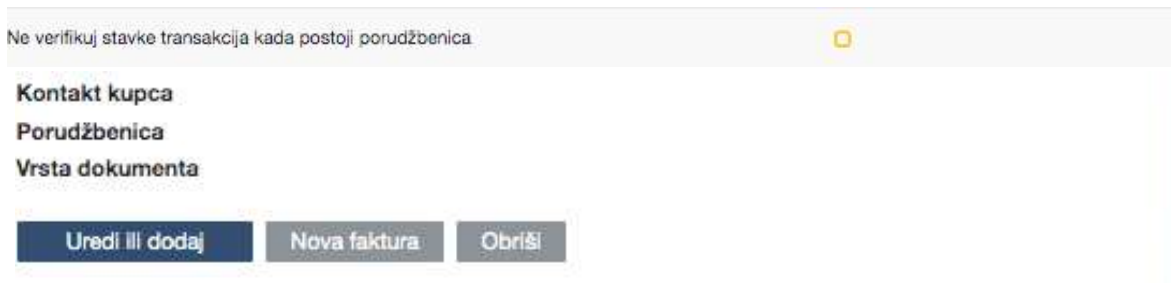 Ne verifikuj stavke transakcija kada postoji porudžbenica
Kontakt kupca
Porudžbenica
Vrsta dokumenta
Uredi ili dodaj Nova faktura Obriši